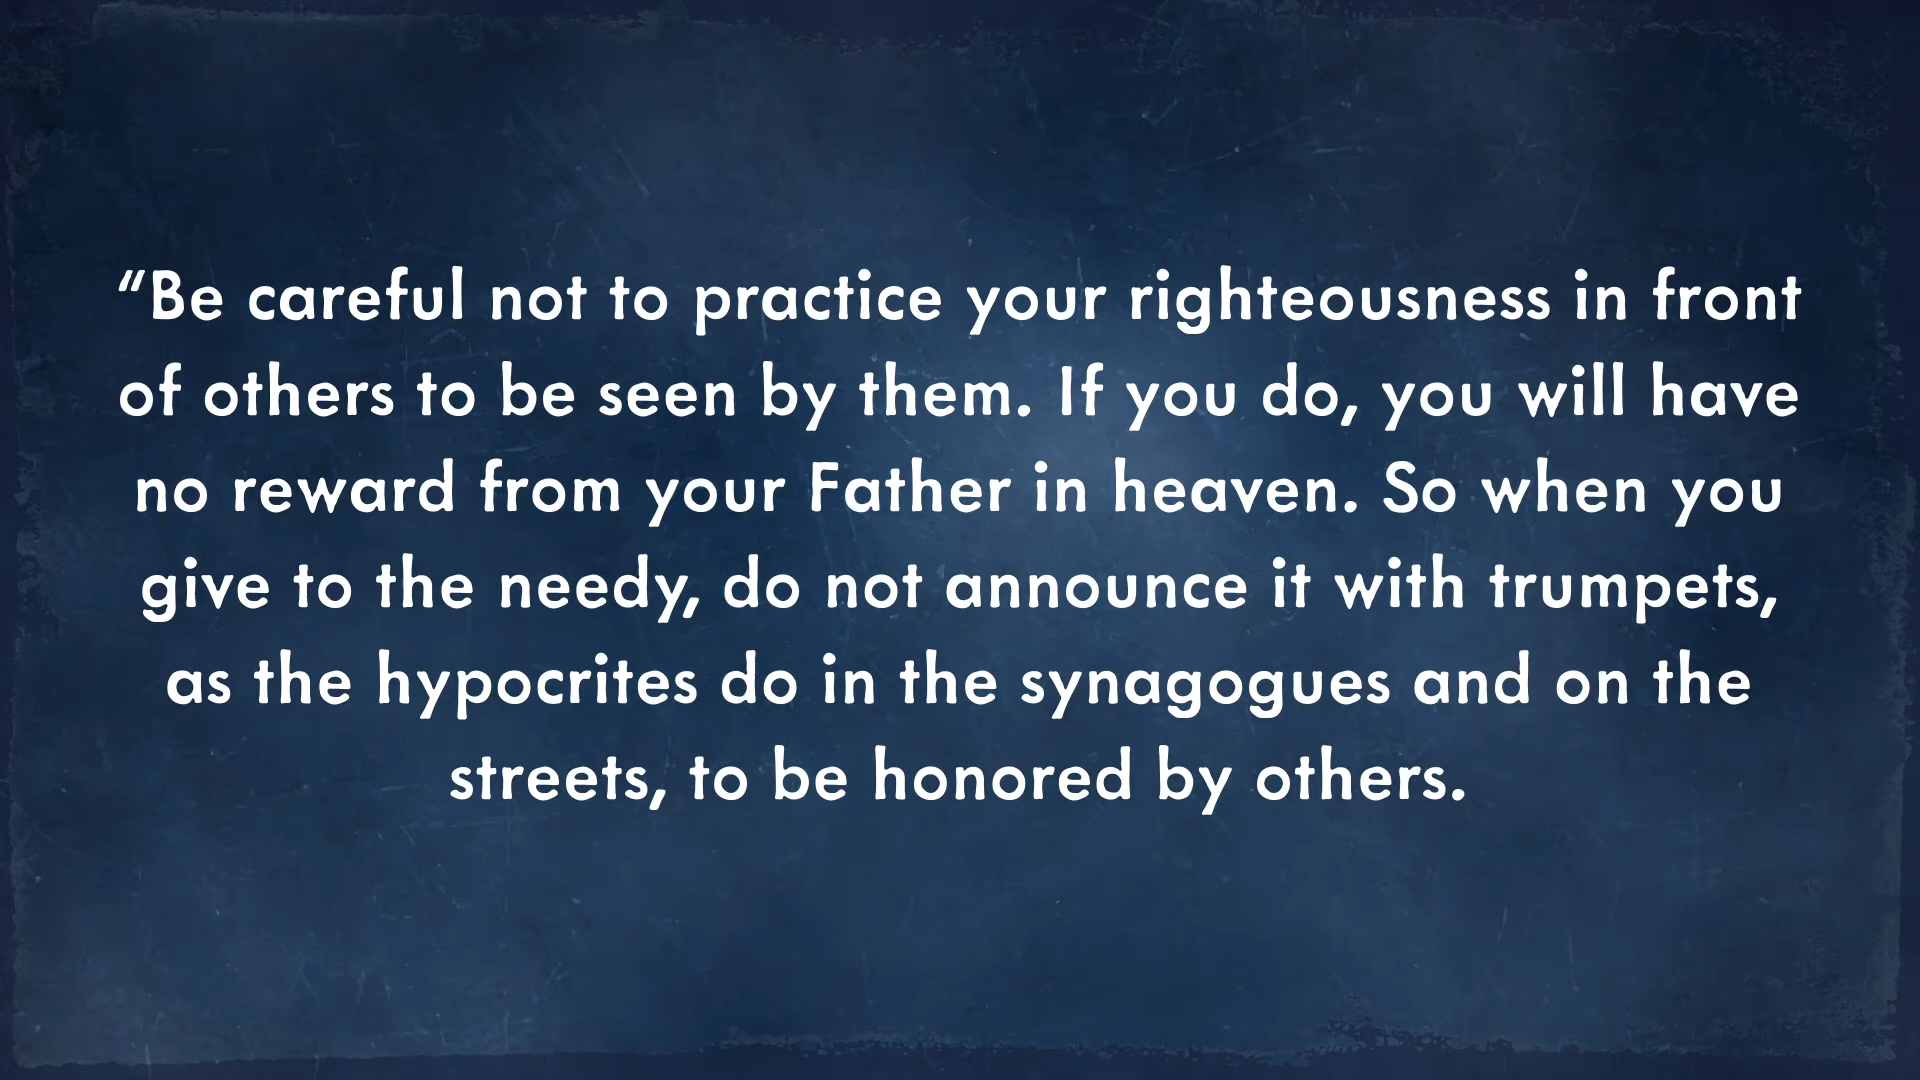 “Be careful not to practice your righteousness in front
of others to be seen by them. If you do, you will have
no reward from your Father in heaven. So when you
give to the needy, do not announce it with trumpets,
as the hypocrites do in the synagogues and on the
streets, to be honored by others.